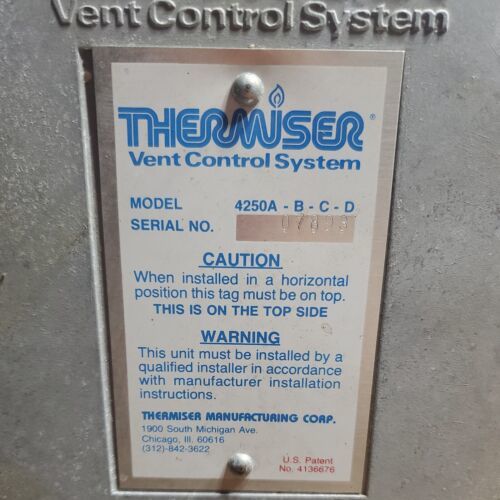 Vent Control System
THERMISER®
Vent Control System
MODEL 4250A - B - C - D
SERIAL NO.
CAUTION
When installed in a horizontal
position this tag must be on top.
THIS IS ON THE TOP SIDE
WARNING
This unit must be installed by a
qualified installer in accordance
with manufacturer installation
instructions.
THERMISER MANUFACTURING CORP.
1900 South Michigan Ave.
Chicago, Ill. 60616
(312)-842-3622
U.S. Patent
No. 4136676